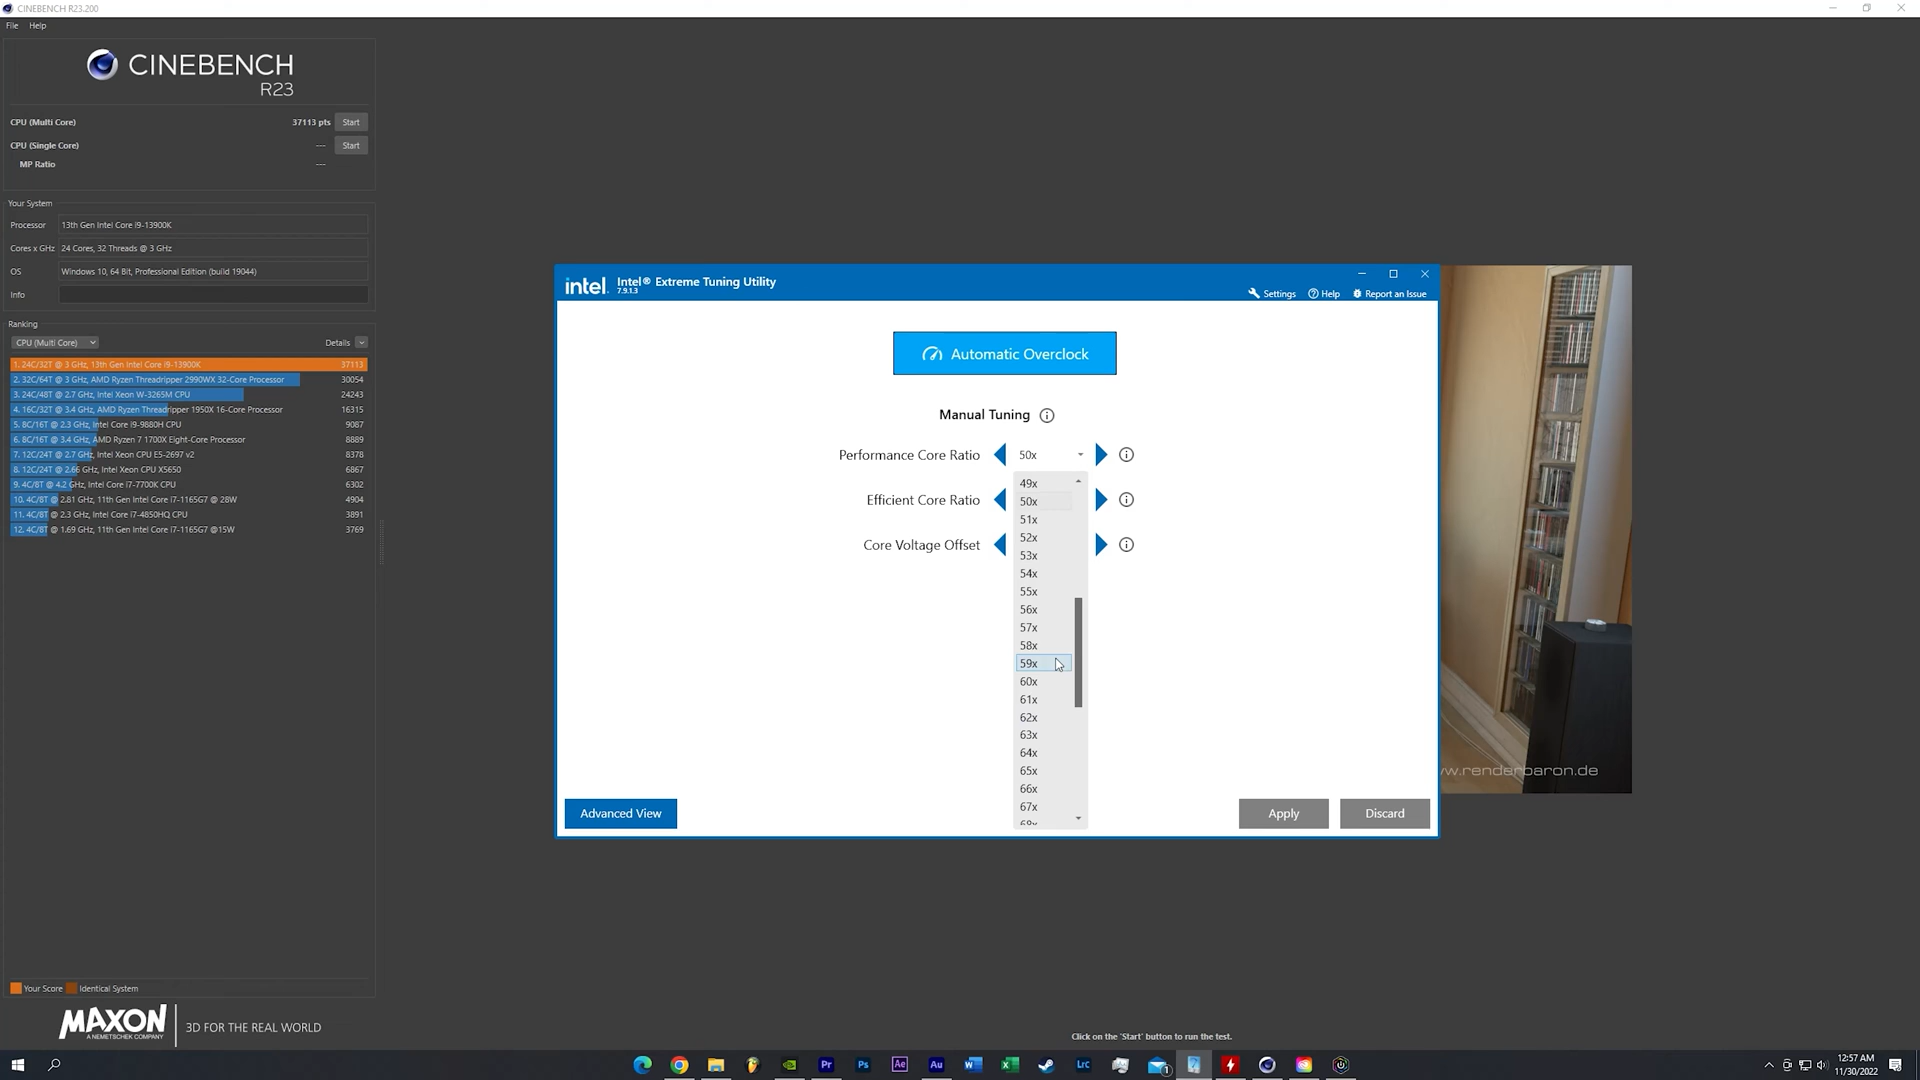 CINEBENCH R23.200
File Help
CINEBENCH
R23
CPU (Multi Core) 37113 pts Start
CPU (Single Core) --- Start
MP Ratio ---
Your System
Processor 13th Gen Intel Core i9-13900K
Cores x GHz 24 Cores, 32 Threads @ 3 GHz
OS Windows 10, 64 Bit, Professional Edition (build 19044)
Info
Ranking
CPU (Multi Core) Details
1. 24C/32T @ 3 GHz, 13th Gen Intel Core i9-13900K 37113
2. 32C/64T @ 3 GHz, AMD Ryzen Threadripper 2990WX 32-Core Processor 30054
3. 24C/48T @ 2.7 GHz, Intel Xeon W-3265M CPU 24243
4. 16C/32T @ 3.4 GHz, AMD Ryzen Threadripper 1950X 16-Core Processor 16315
5. 8C/16T @ 2.3 GHz, Intel Core i9-9880H CPU 9087
6. 8C/16T @ 3.4 GHz, AMD Ryzen 7 1700X Eight-Core Processor 8889
7. 12C/24T @ 2.7 GHz, Intel Xeon CPU E5-2697 v2 8378
8. 12C/24T @ 2.66 GHz, Intel Xeon CPU X5650 6867
9. 4C/8T @ 4.2 GHz, Intel Core i7-7700K CPU 6302
10. 4C/8T @ 2.81 GHz, 11th Gen Intel Core i7-1165G7 @ 28W 4904
11. 4C/8T @ 2.3 GHz, Intel Core i7-4850HQ CPU 3891
12. 4C/8T @ 1.69 GHz, 11th Gen Intel Core i7-1165G7 @15W 3769
Your Score Identical System
MAXON
A NEMETSCHEK COMPANY
3D FOR THE REAL WORLD
intel. Intel® Extreme Tuning Utility
7.9.1.3
Settings Help Report an Issue
Automatic Overclock
Manual Tuning
Performance Core Ratio 50x
Efficient Core Ratio
Core Voltage Offset
49x
50x
51x
52x
53x
54x
55x
56x
57x
58x
59x
60x
61x
62x
63x
64x
65x
66x
67x
68x
Advanced View Apply Discard
w.renderbaron.de
Click on the 'Start' button to run the test.
Pr Ps Ae Au W X Lrc 1
12:57 AM
11/30/2022